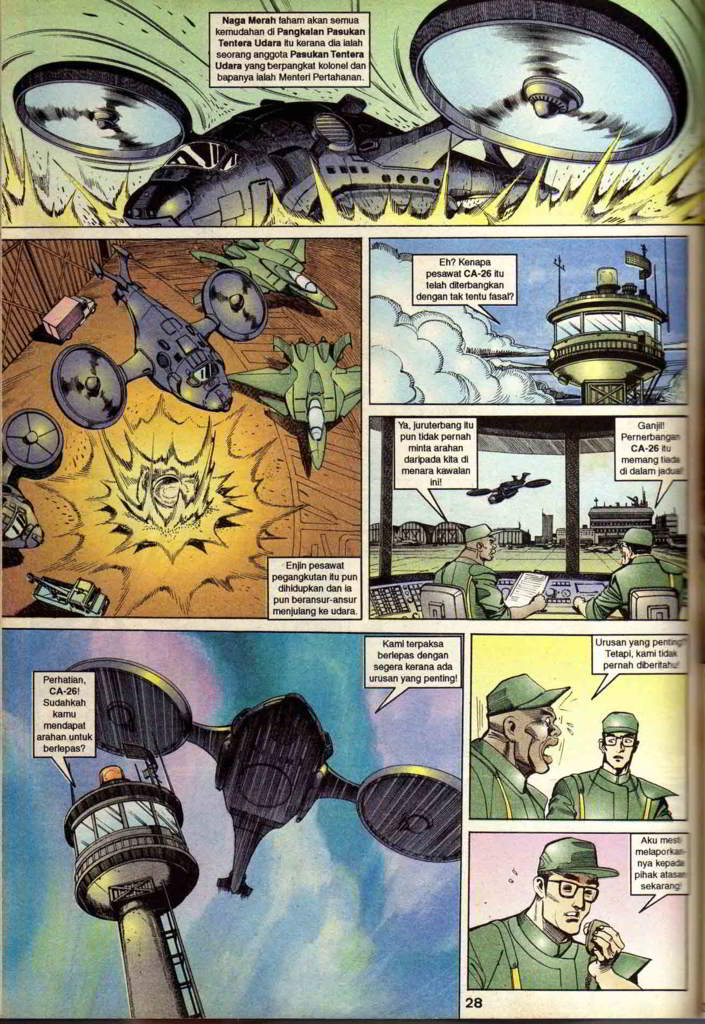 Naga Merah faham akan semua
kemudahan di Pangkalan Pasukan
Tentera Udara itu kerana dia ialah
seorang anggota Pasukan Tentera
Udara yang berpangkat kolonel dan
bapanya ialah Menteri Pertahanan.
Enjin pesawat
pegangkutan itu pun
dihidupkan dan ia
pun beransur-ansur
menjulang ke udara.
Eh? Kenapa
pesawat CA-26 itu
telah diterbangkan
dengan tak tentu fasal?
Ya, juruterbang itu
pun tidak pernah
minta arahan
daripada kita di
menara kawalan
ini!
Ganjil!
Pernerbangan
CA-26 itu
memang tiada
di dalam jadual!
Perhatian,
CA-26!
Sudahkah
kamu
mendapat
arahan untuk
berlepas?
Kami terpaksa
berlepas dengan
segera kerana ada
urusan yang penting!
Urusan yang penting?
Tetapi, kami tidak
pernah diberitahu!
Aku mesti
melaporkan-
nya kepada
pihak atasan
sekarang!
28